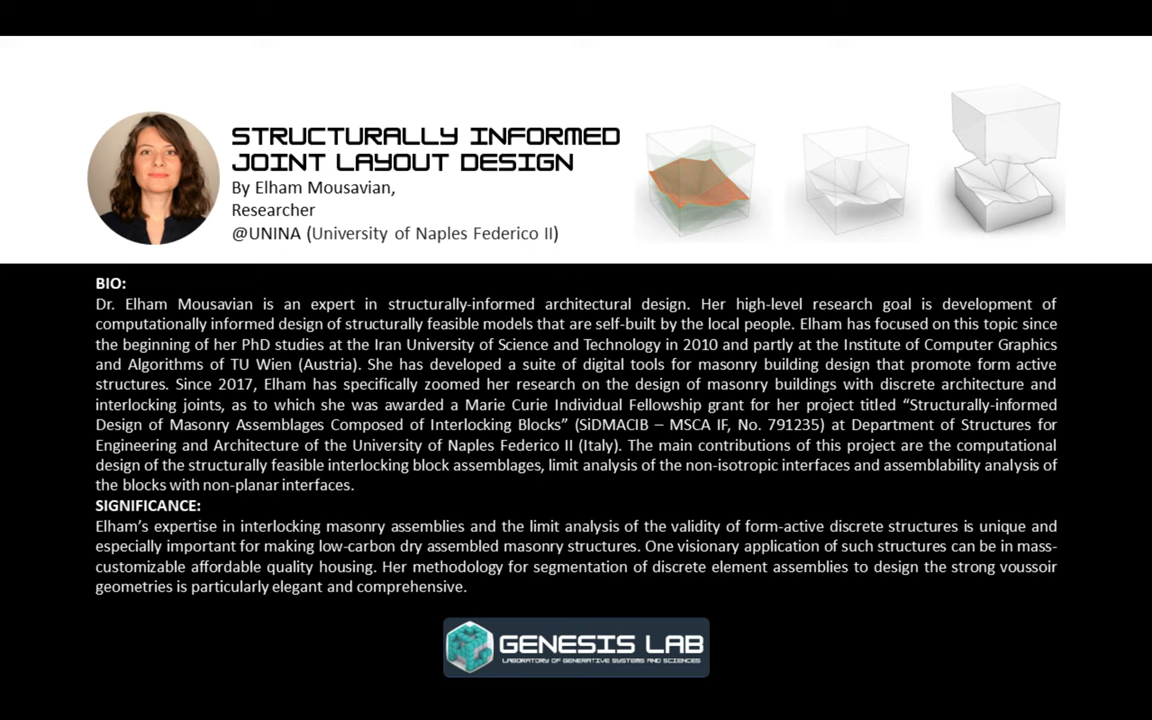 STRUCTURALLY INFORMED
JOINT LAYOUT DESIGN
By Elham Mousavian,
Researcher
@UNINA (University of Naples Federico II)
BIO:
Dr. Elham Mousavian is an expert in structurally-informed architectural design. Her high-level research goal is development of
computationally informed design of structurally feasible models that are self-built by the local people. Elham has focused on this topic since
the beginning of her PhD studies at the Iran University of Science and Technology in 2010 and partly at the Institute of Computer Graphics
and Algorithms of TU Wien (Austria). She has developed a suite of digital tools for masonry building design that promote form active
structures. Since 2017, Elham has specifically zoomed her research on the design of masonry buildings with discrete architecture and
interlocking joints, as to which she was awarded a Marie Curie Individual Fellowship grant for her project titled “Structurally-informed
Design of Masonry Assemblages Composed of Interlocking Blocks” (SiDMACIB – MSCA IF, No. 791235) at Department of Structures for
Engineering and Architecture of the University of Naples Federico II (Italy). The main contributions of this project are the computational
design of the structurally feasible interlocking block assemblages, limit analysis of the non-isotropic interfaces and assemblability analysis of
the blocks with non-planar interfaces.
SIGNIFICANCE:
Elham’s expertise in interlocking masonry assemblies and the limit analysis of the validity of form-active discrete structures is unique and
especially important for making low-carbon dry assembled masonry structures. One visionary application of such structures can be in mass-
customizable affordable quality housing. Her methodology for segmentation of discrete element assemblies to design the strong voussoir
geometries is particularly elegant and comprehensive.
GENESIS LAB
LABORATORY OF GENERATIVE SYSTEMS AND SCIENCES